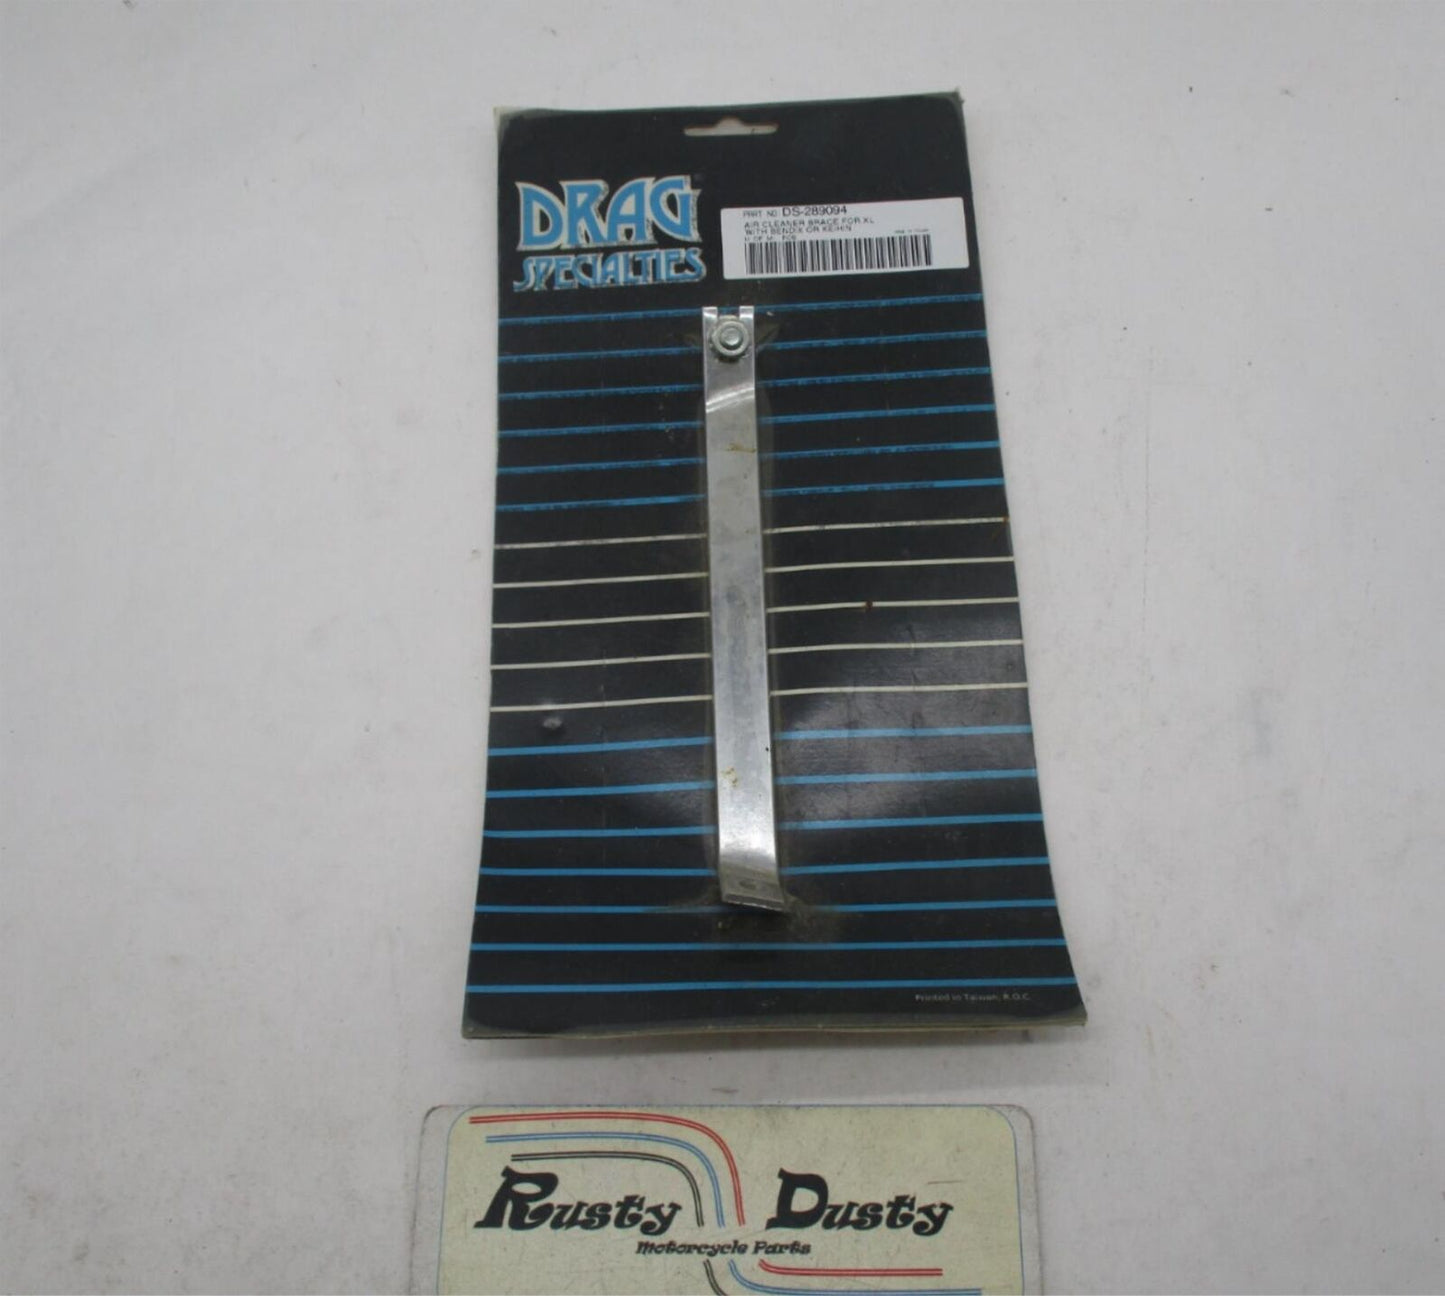 DRAG
SPECIALTIES
PART NO. DS-289094
AIR CLEANER BRACE FOR XL
WITH BENDIX OR KEIHIN
Printed in Taiwan, R.O.C.
Rusty Dusty
Motorcycle Parts